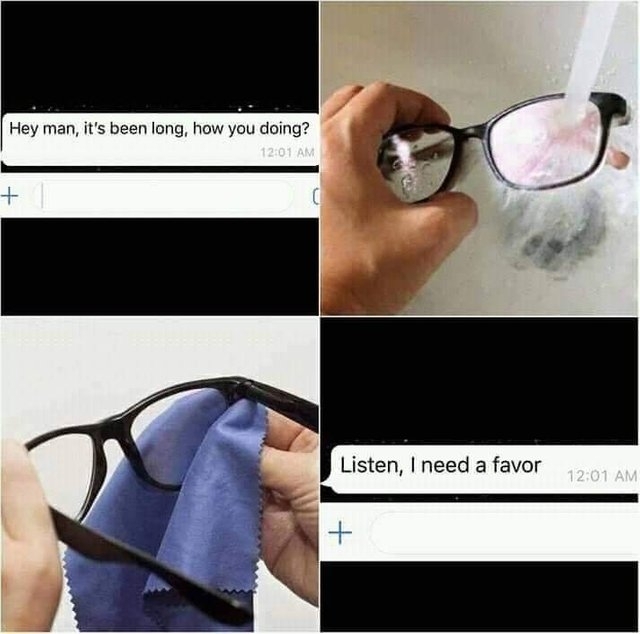 Hey man, it's been long, how you doing?
12:01 AM
+
Listen, I need a favor
12:01 AM
+